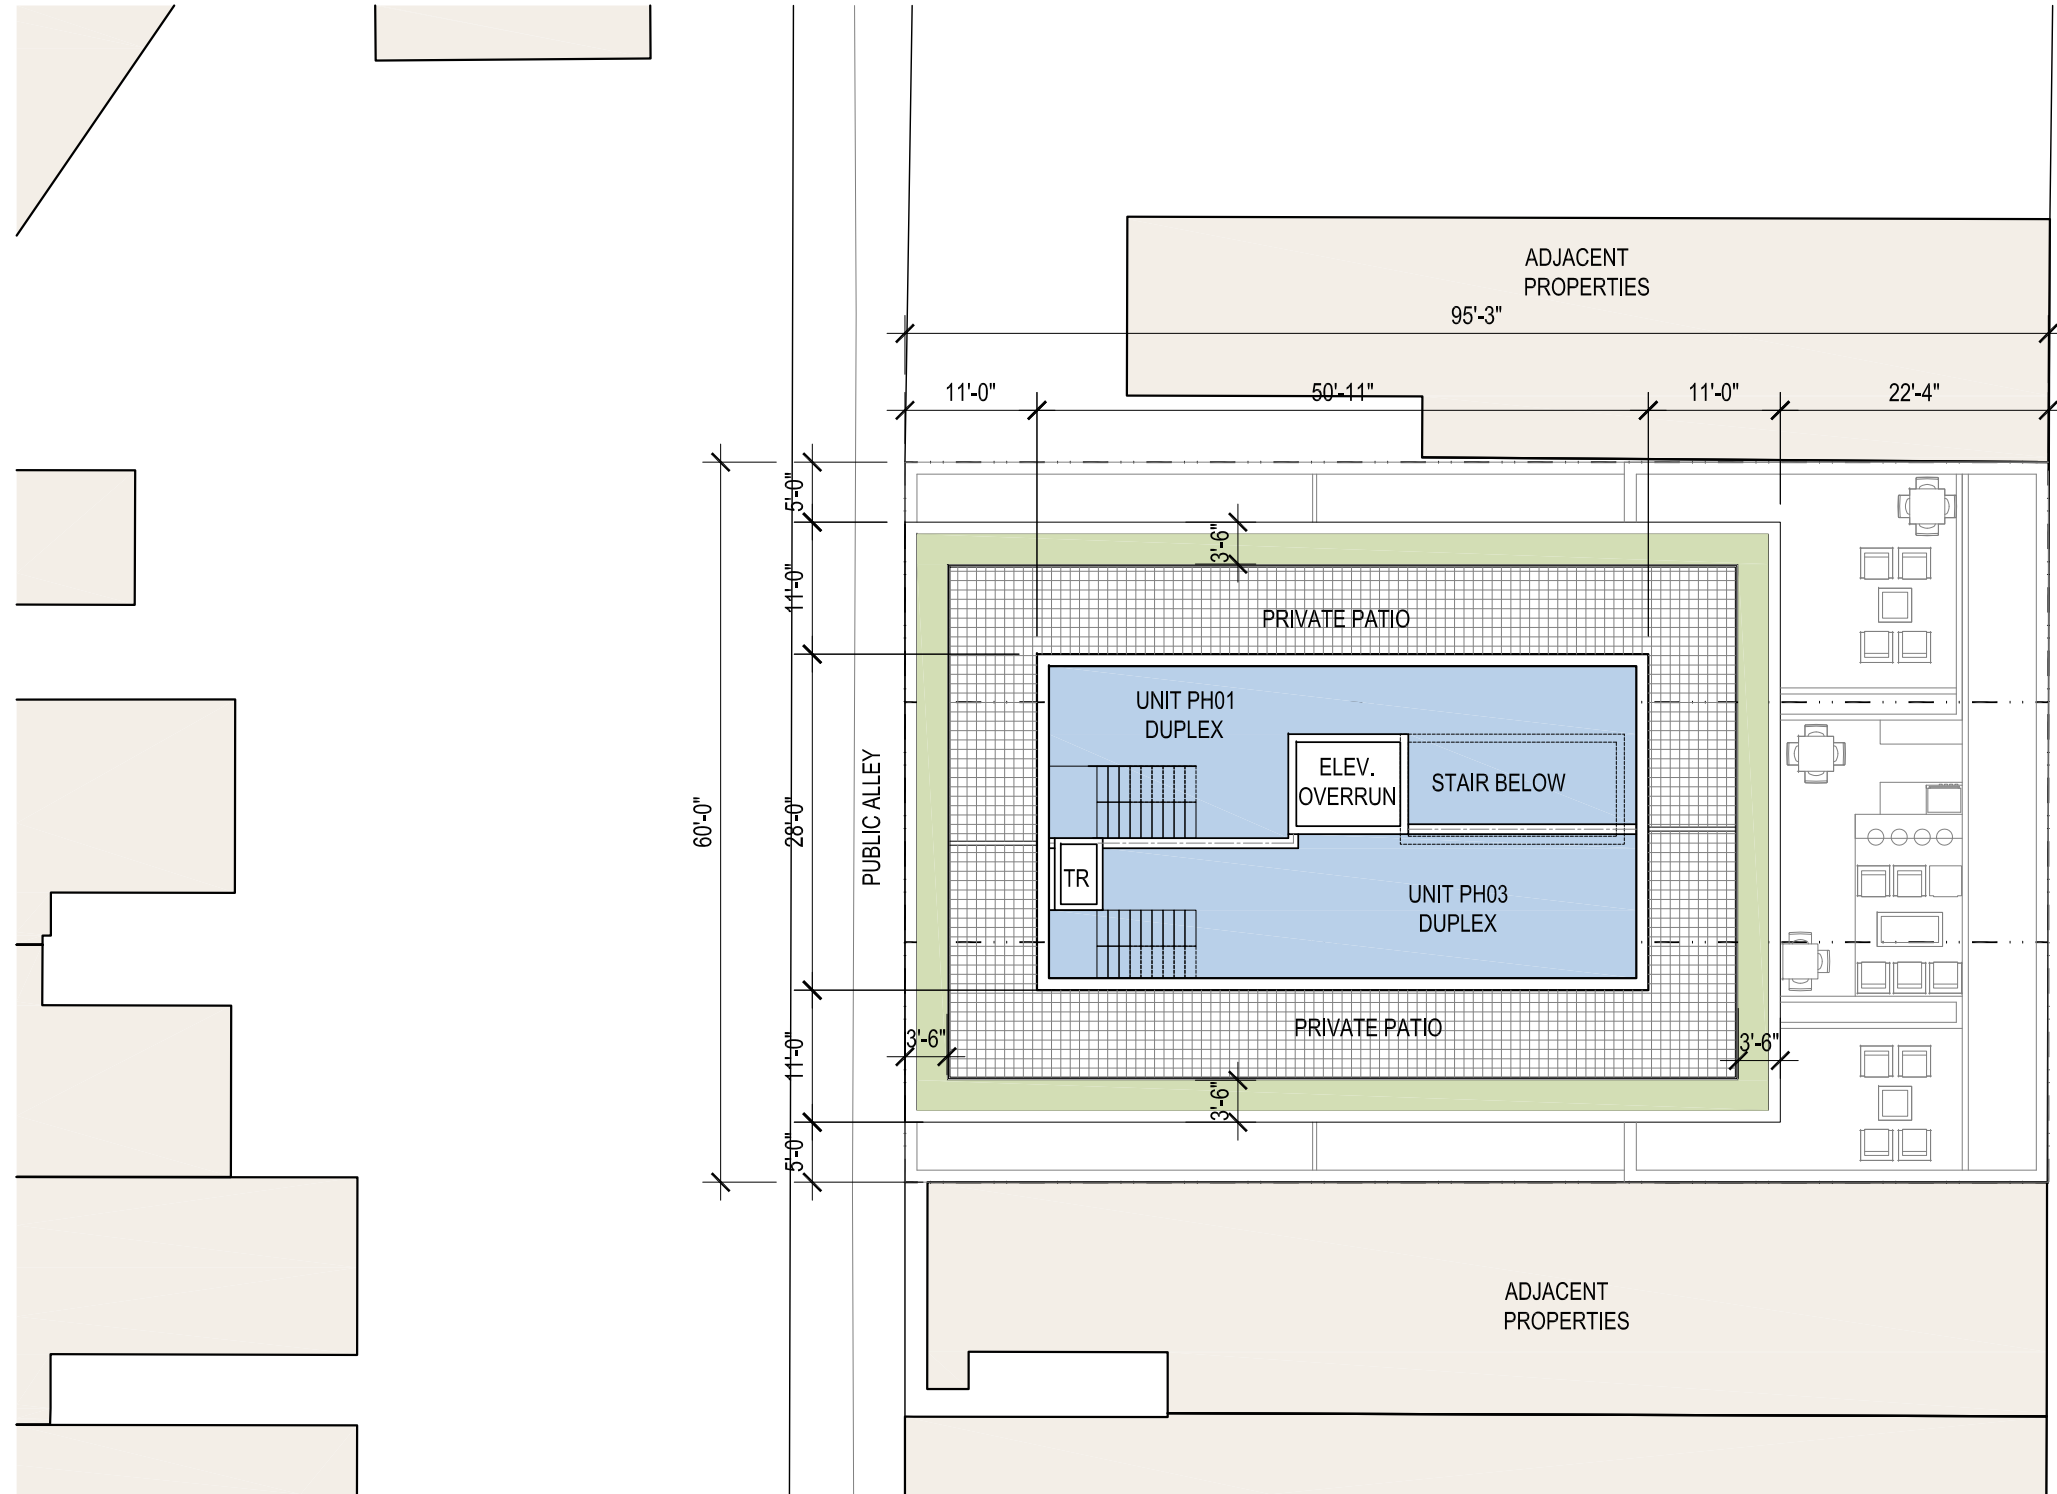 ADJACENT
PROPERTIES
95'-3"
11'-0"
50'-11"
11'-0"
22'-4"
5'-0"
3'-6"
11'-0"
PRIVATE PATIO
UNIT PH01
DUPLEX
ELEV.
OVERRUN
STAIR BELOW
PUBLIC ALLEY
60'-0"
28'-0"
TR
UNIT PH03
DUPLEX
PRIVATE PATIO
3'-6"
3'-6"
11'-0"
3'-6"
5'-0"
ADJACENT
PROPERTIES